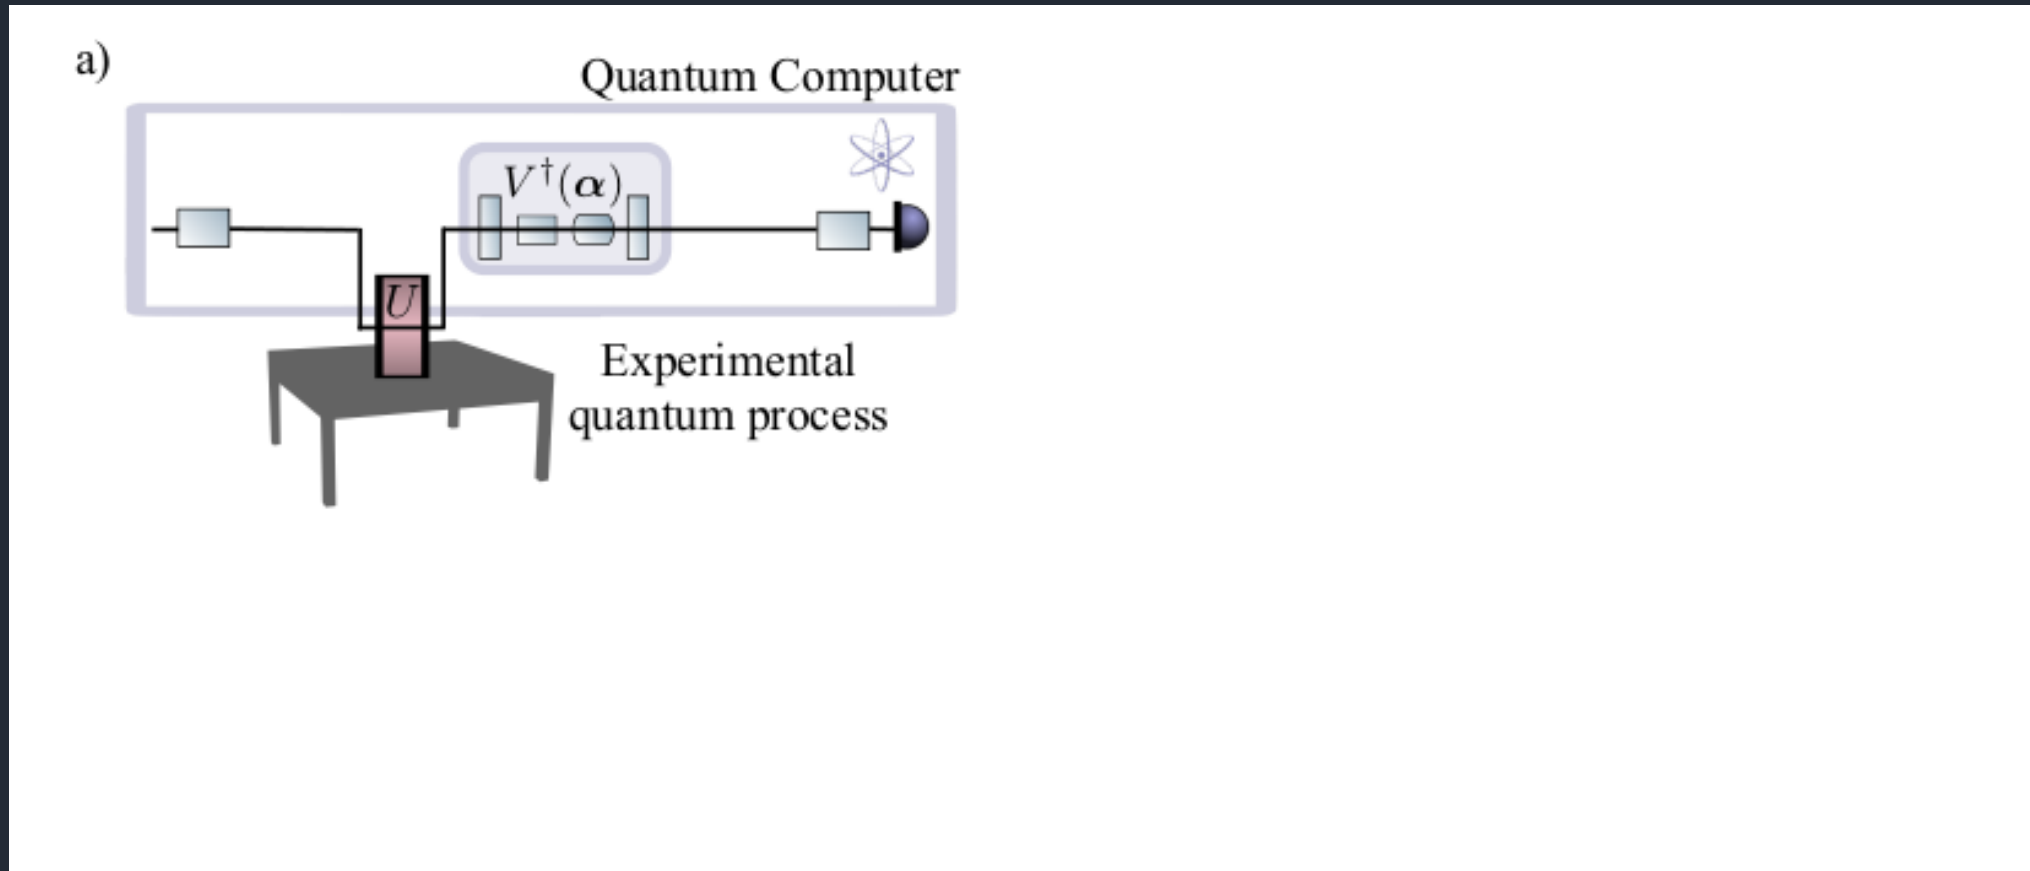 a)
Quantum Computer
V†(α)
U
Experimental
quantum process